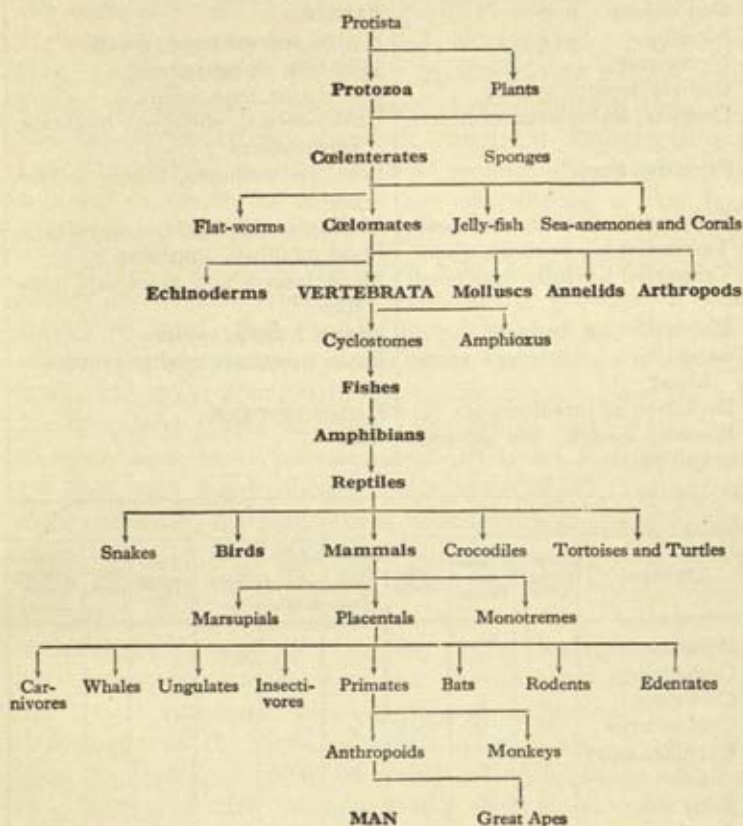 Protista
Protozoa Plants
Cœlenterates Sponges
Flat-worms Cœlomates Jelly-fish Sea-anemones and Corals
Echinoderms VERTEBRATA Molluscs Annelids Arthropods
Cyclostomes Amphioxus
Fishes
Amphibians
Reptiles
Snakes Birds Mammals Crocodiles Tortoises and Turtles
Marsupials Placentals Monotremes
Car- Whales Ungulates Insecti- Primates Bats Rodents Edentates
nivores vores
Anthropoids Monkeys
MAN Great Apes